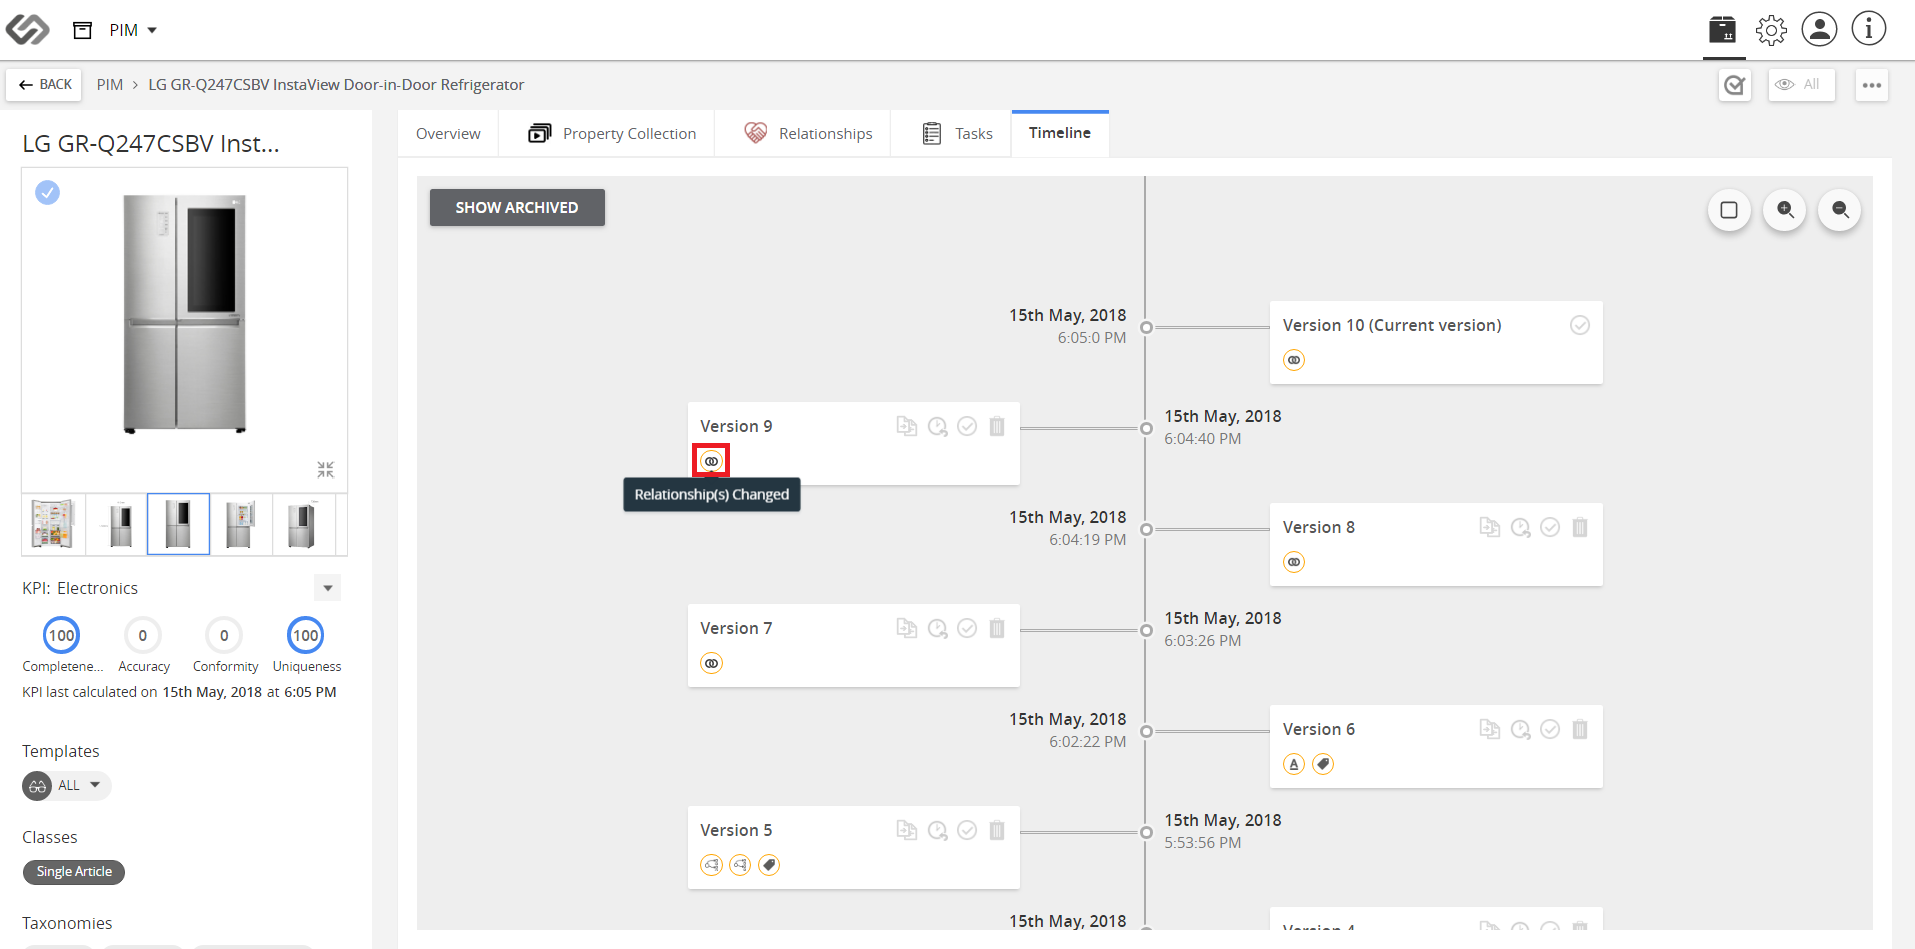 PIM
BACK
PIM > LG GR-Q247CSBV InstaView Door-in-Door Refrigerator
All
LG GR-Q247CSBV Inst...
KPI: Electronics
100
0
0
100
Completene...
Accuracy
Conformity
Uniqueness
KPI last calculated on 15th May, 2018 at 6:05 PM
Templates
ALL
Classes
Single Article
Taxonomies
Overview
Property Collection
Relationships
Tasks
Timeline
SHOW ARCHIVED
15th May, 2018
6:05:0 PM
Version 10 (Current version)
Version 9
Relationship(s) Changed
15th May, 2018
6:04:40 PM
15th May, 2018
6:04:19 PM
Version 8
Version 7
15th May, 2018
6:03:26 PM
15th May, 2018
6:02:22 PM
Version 6
A
Version 5
15th May, 2018
5:53:56 PM
15th May, 2018
Version 4